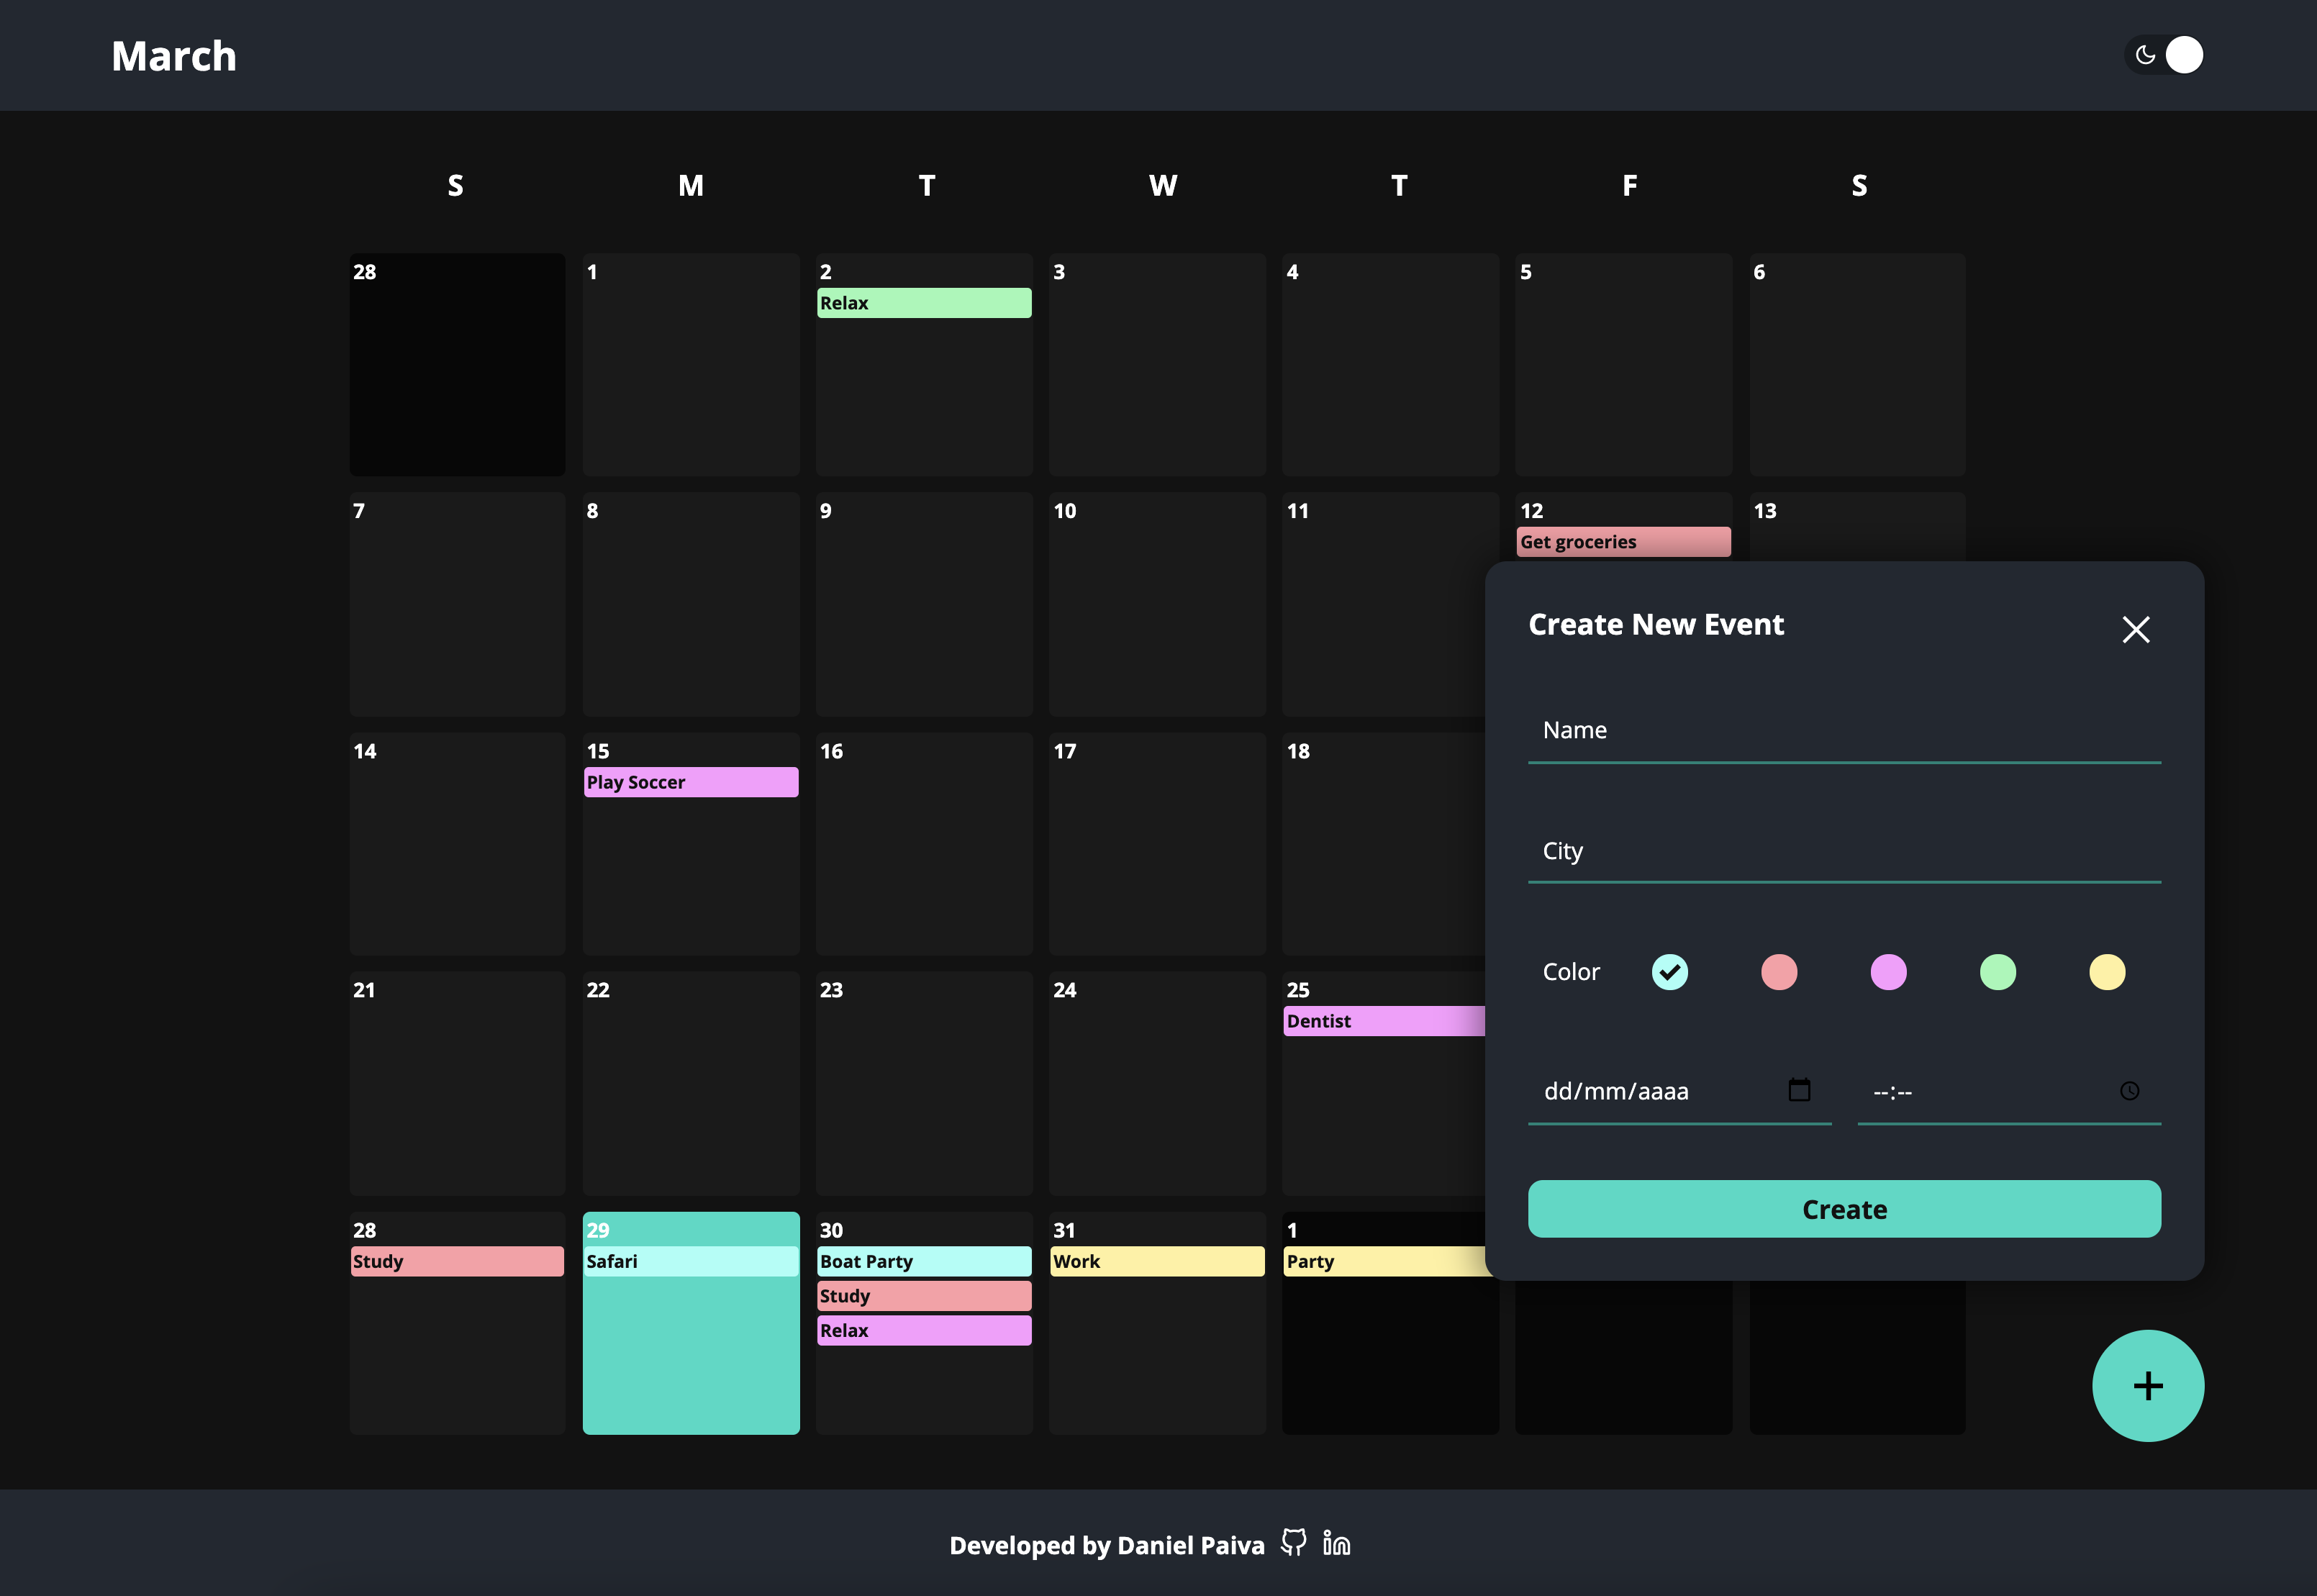 March
S M T W T F S
28 1 2 3 4 5 6
Relax
7 8 9 10 11 12 13
Get groceries
Create New Event
Name
14 15 16 17 18
Play Soccer
City
Color
21 22 23 24 25
Dentist
dd/mm/aaaa --:--
Create
28 29 30 31 1
Study Safari Boat Party Work Party
Study
Relax
+
Developed by Daniel Paiva in